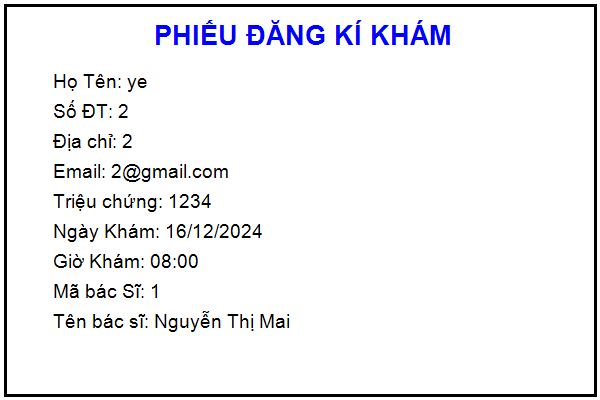 PHIẾU ĐĂNG KÍ KHÁM
Họ Tên: ye
Số ĐT: 2
Địa chỉ: 2
Email: 2@gmail.com
Triệu chứng: 1234
Ngày Khám: 16/12/2024
Giờ Khám: 08:00
Mã bác Sĩ: 1
Tên bác sĩ: Nguyễn Thị Mai